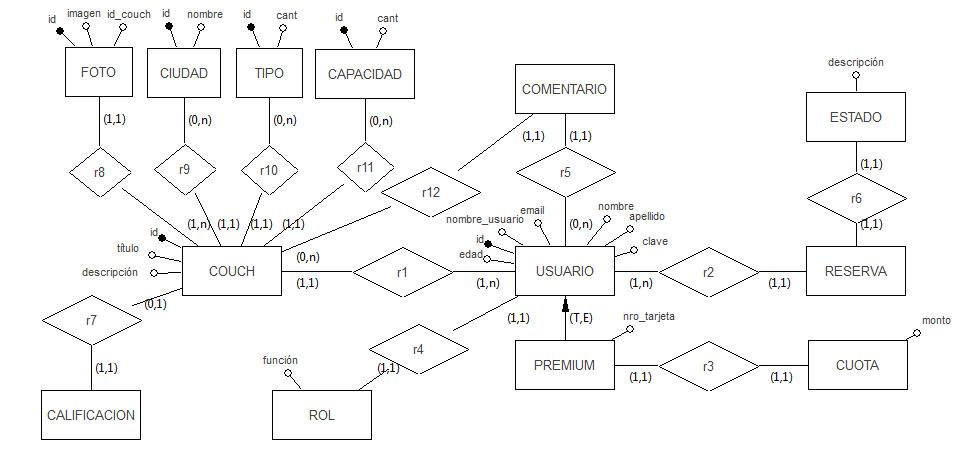 id imagen id_couch id nombre id cant id cant
FOTO CIUDAD TIPO CAPACIDAD COMENTARIO
descripción
ESTADO
(1,1) (0,n) (0,n) (0,n) (1,1) (1,1)
(1,1)
r8 r9 r10 r11 r12 r5
r6
(1,n) (1,1) (1,1) (1,1) (0,n) (1,1)
nombre_usuario email nombre apellido
id id clave
título edad
descripción
(0,n)
COUCH r1 USUARIO r2 RESERVA
(1,1) (1,n) (1,n) (1,1)
(0,1)
r7 (1,1) (T,E)
nro_tarjeta monto
r4
función (1,1) (1,1)
PREMIUM r3 CUOTA
(1,1) (1,1)
CALIFICACION ROL